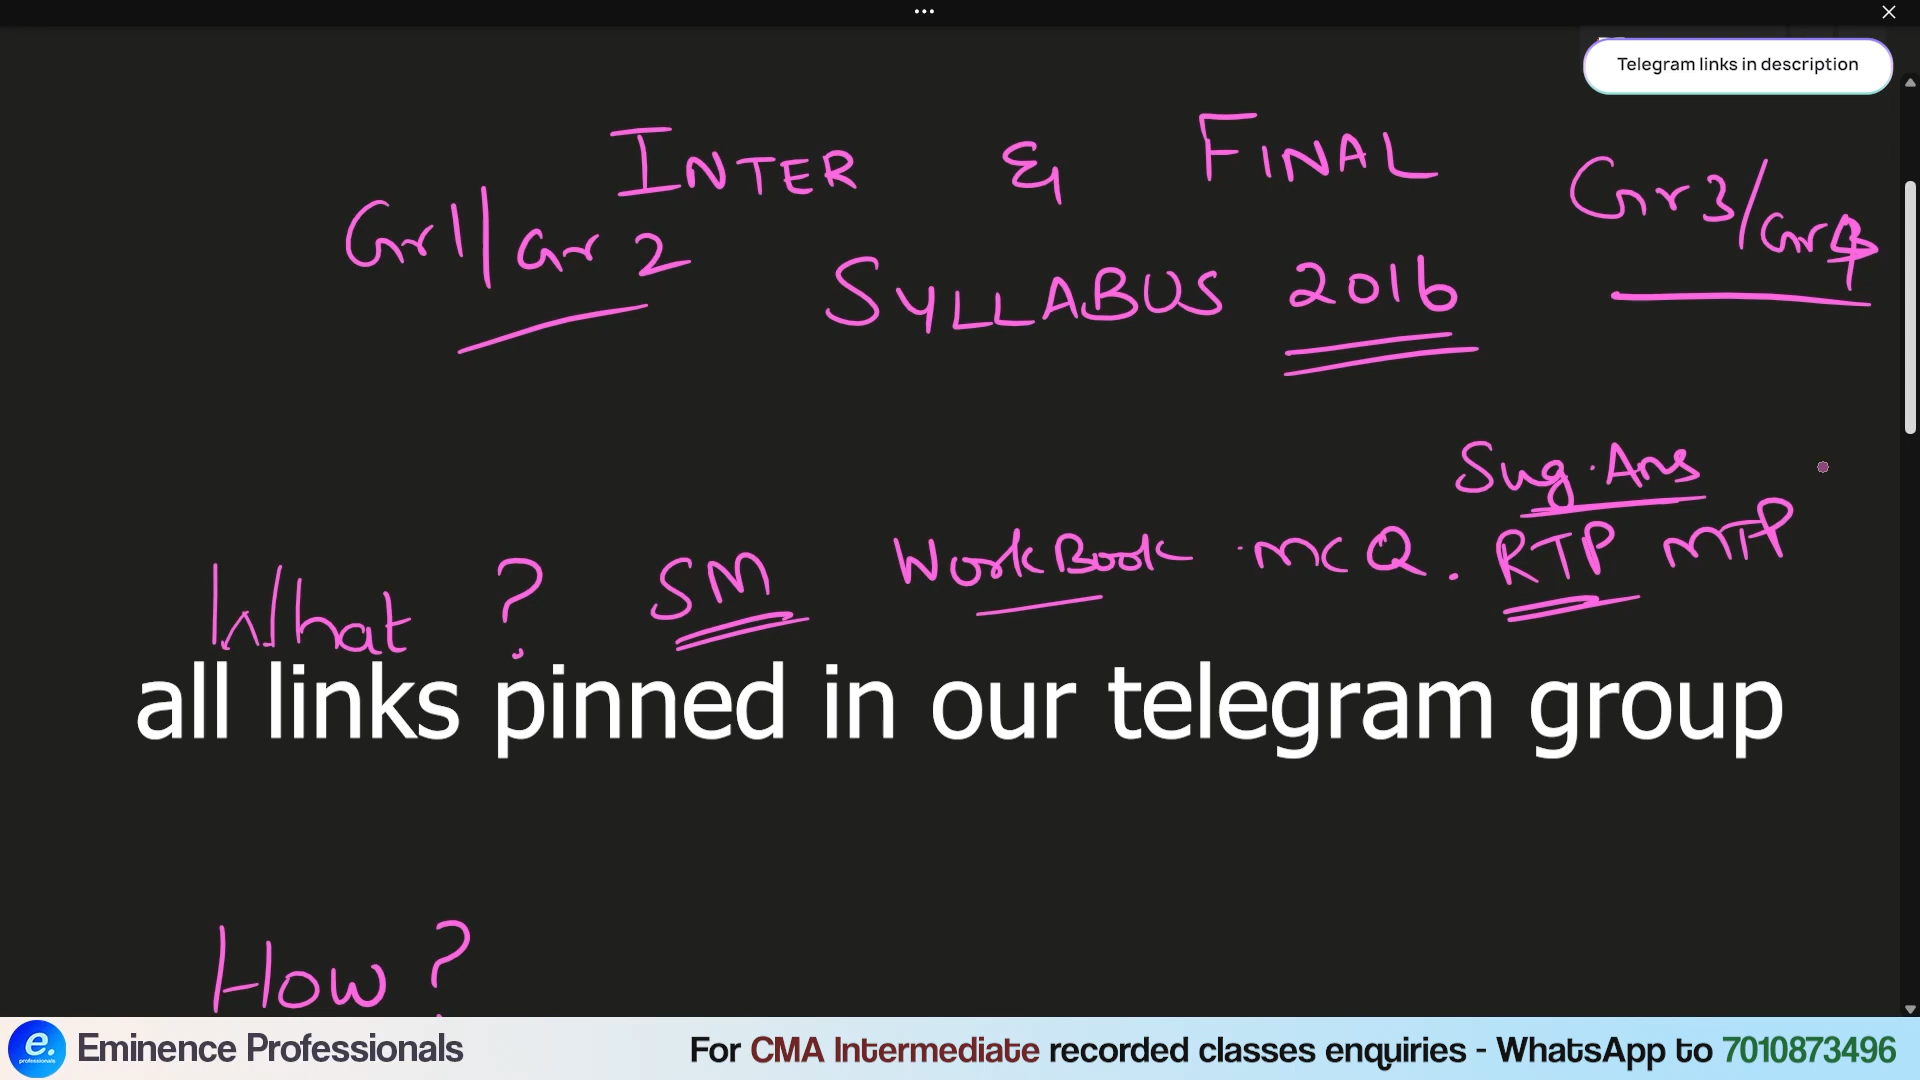 Telegram links in description
INTER & FINAL
Gr1/Gr 2
Gr3/Gr4
SYLLABUS 2016
Sug. Ans
What ? SM WorkBook . MCQ . RTP MTP
all links pinned in our telegram group
How ?
e.
professionals
Eminence Professionals
For CMA Intermediate recorded classes enquiries - WhatsApp to 7010873496